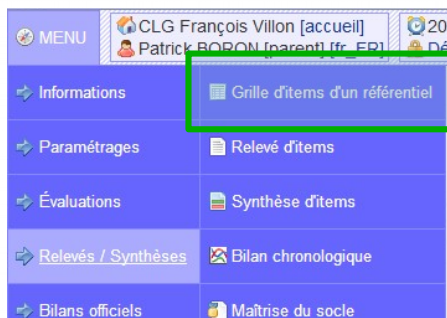 MENU
CLG François Villon [accueil]
20
Patrick BORON [parent] [fr_FR]
Dé
Informations
Grille d'items d'un référentiel
Paramétrages
Relevé d'items
Évaluations
Synthèse d'items
Relevés / Synthèses
Bilan chronologique
Bilans officiels
Maîtrise du socle